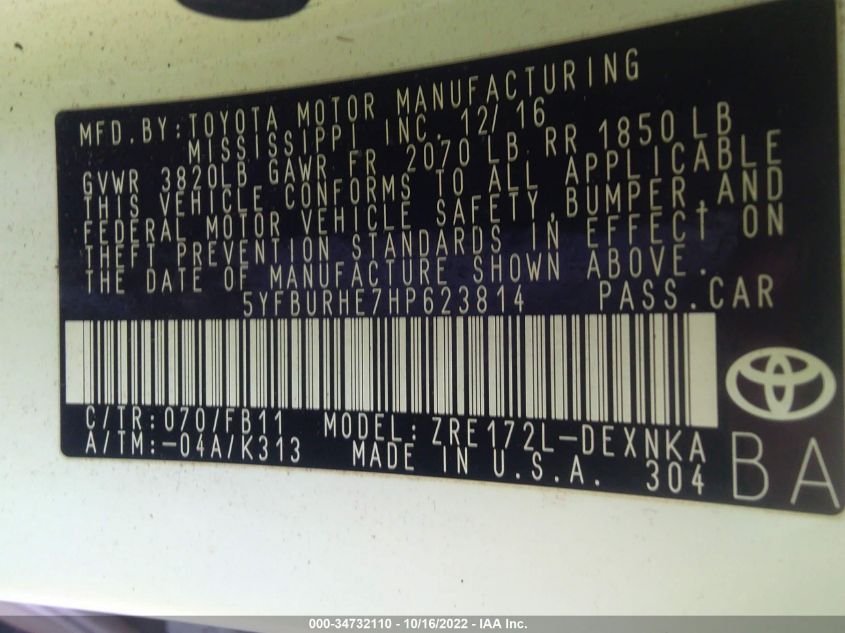 MFD.BY:TOYOTA MOTOR MANUFACTURING
MISSISSIPPI INC. 12/16
GVWR 3820LB GAWR FR 2070 LB RR 1850 LB
THIS VEHICLE CONFORMS TO ALL APPLICABLE
FEDERAL MOTOR VEHICLE SAFETY,BUMPER,AND
THEFT PREVENTION STANDARDS IN EFFECT ON
THE DATE OF MANUFACTURE SHOWN ABOVE.
5YFBURHE7HP623814 PASS.CAR
C/TR:070/FB11 MODEL:ZRE172L-DEXNKA
A/TM:-04A/K313 MADE IN U.S.A. 304
BA
000-34732110 - 10/16/2022 - IAA Inc.